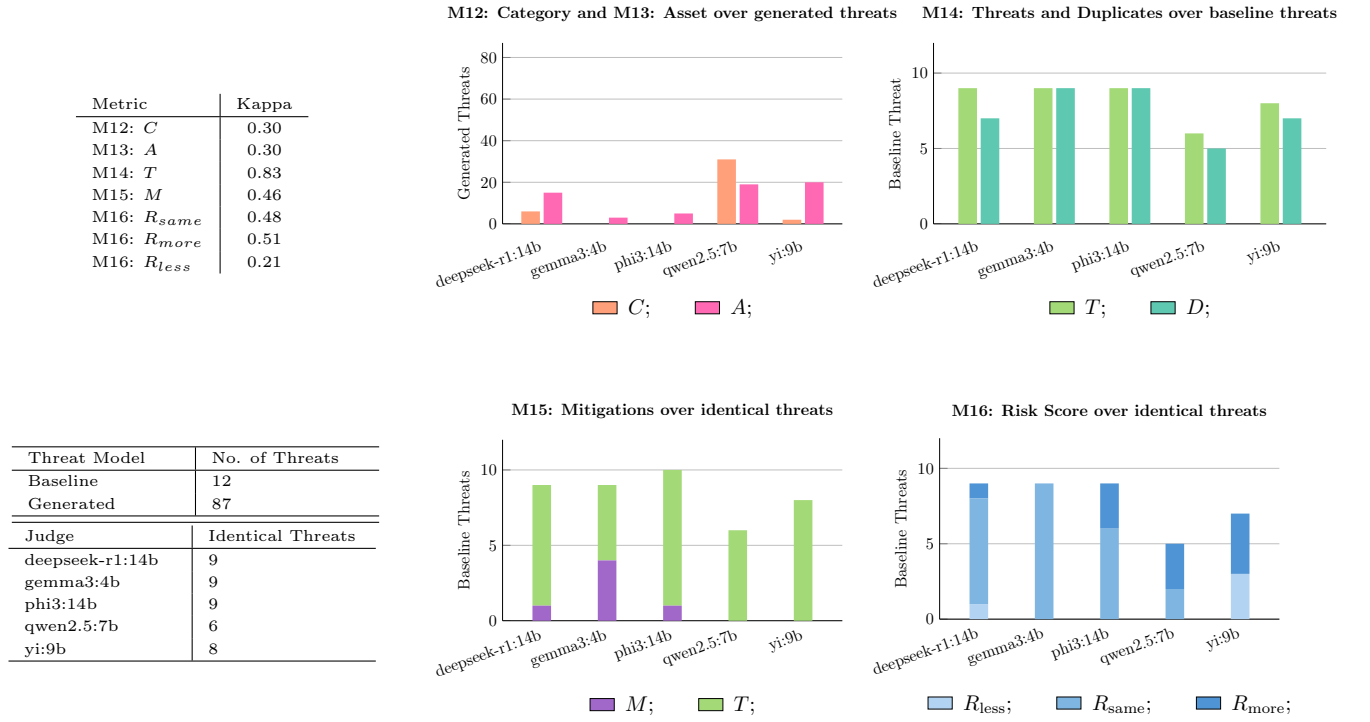 Metric Kappa
M12: C 0.30
M13: A 0.30
M14: T 0.83
M15: M 0.46
M16: R_same 0.48
M16: R_more 0.51
M16: R_less 0.21
M12: Category and M13: Asset over generated threats
Generated Threats
80
60
40
20
0
deepseek-r1:14b
gemma3:4b
phi3:14b
qwen2.5:7b
yi:9b
C; A;
M14: Threats and Duplicates over baseline threats
Baseline Threat
10
5
0
deepseek-r1:14b
gemma3:4b
phi3:14b
qwen2.5:7b
yi:9b
T; D;
Threat Model No. of Threats
Baseline 12
Generated 87
Judge Identical Threats
deepseek-r1:14b 9
gemma3:4b 9
phi3:14b 9
qwen2.5:7b 6
yi:9b 8
M15: Mitigations over identical threats
Baseline Threats
10
5
0
deepseek-r1:14b
gemma3:4b
phi3:14b
qwen2.5:7b
yi:9b
M; T;
M16: Risk Score over identical threats
Baseline Threats
10
5
0
deepseek-r1:14b
gemma3:4b
phi3:14b
qwen2.5:7b
yi:9b
R_less; R_same; R_more;